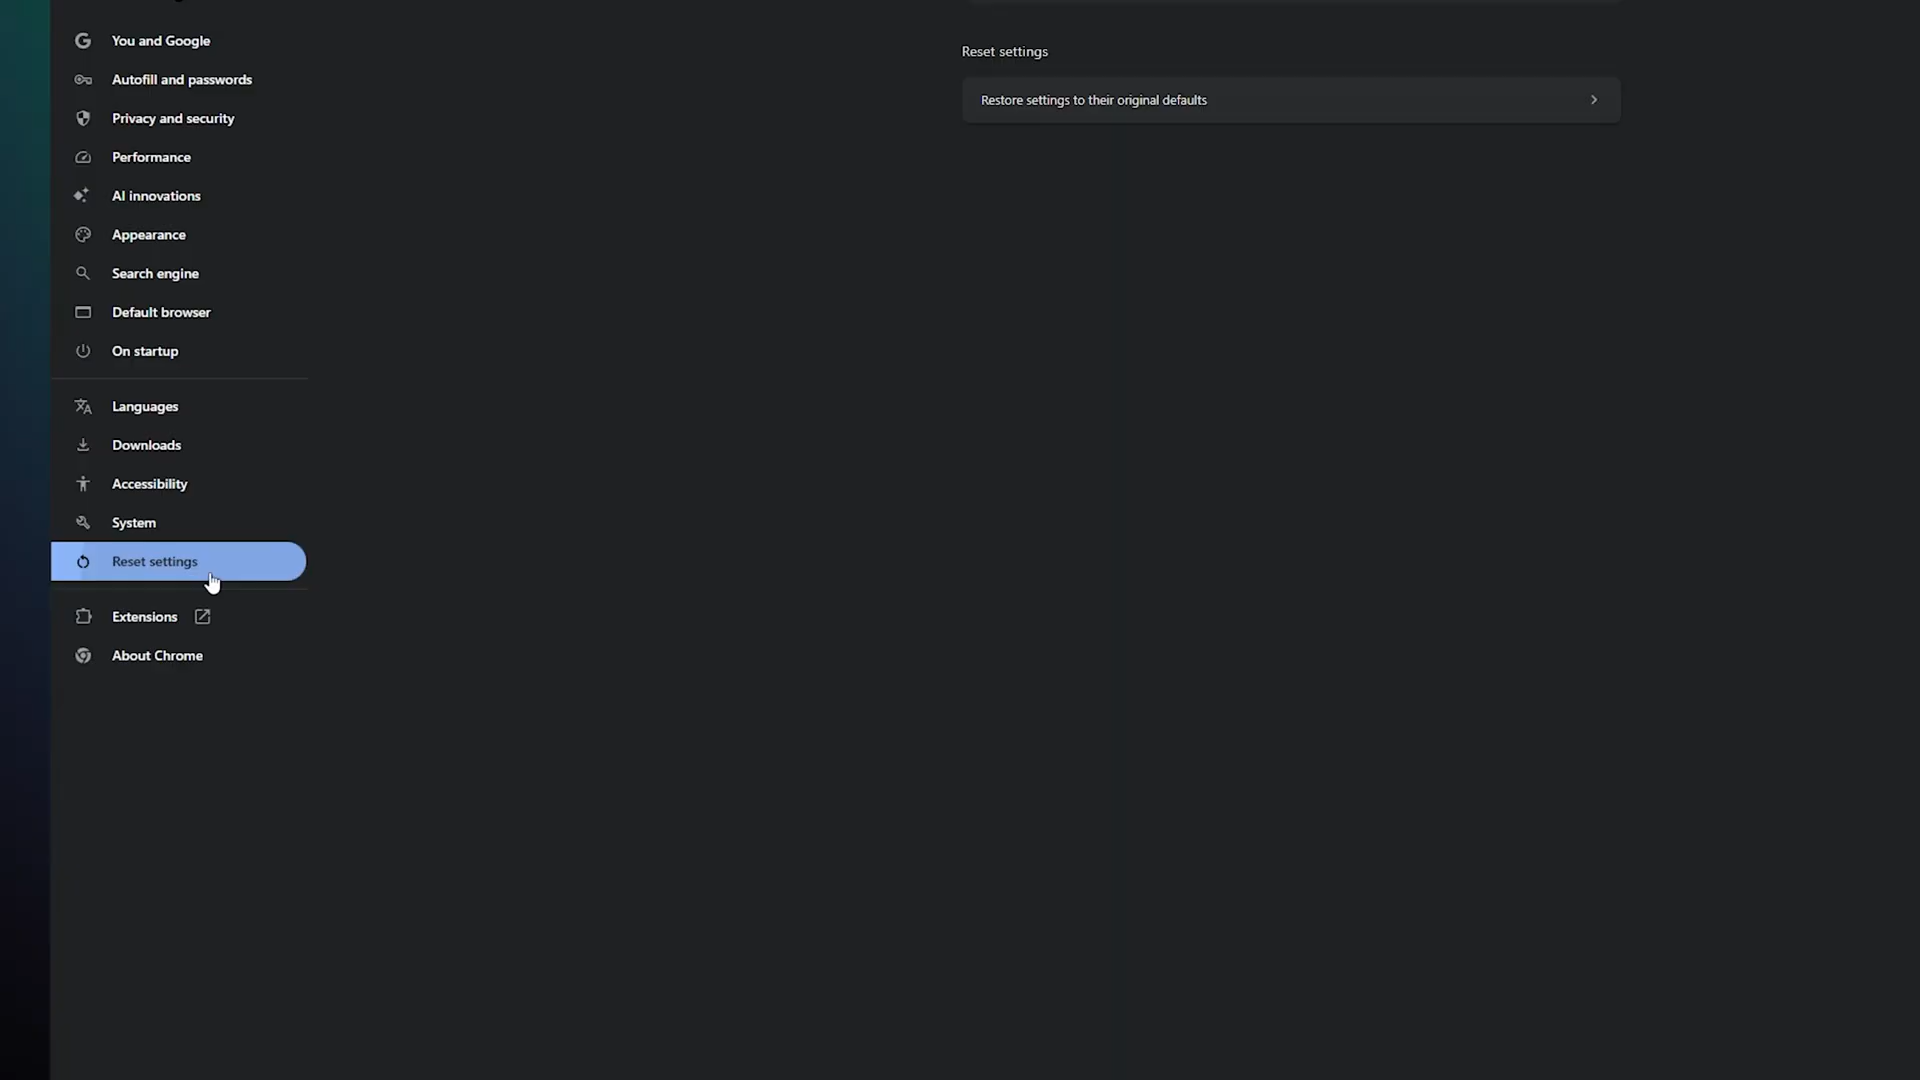 You and Google
Autofill and passwords
Privacy and security
Performance
AI innovations
Appearance
Search engine
Default browser
On startup
Languages
Downloads
Accessibility
System
Reset settings
Extensions
About Chrome
Reset settings
Restore settings to their original defaults